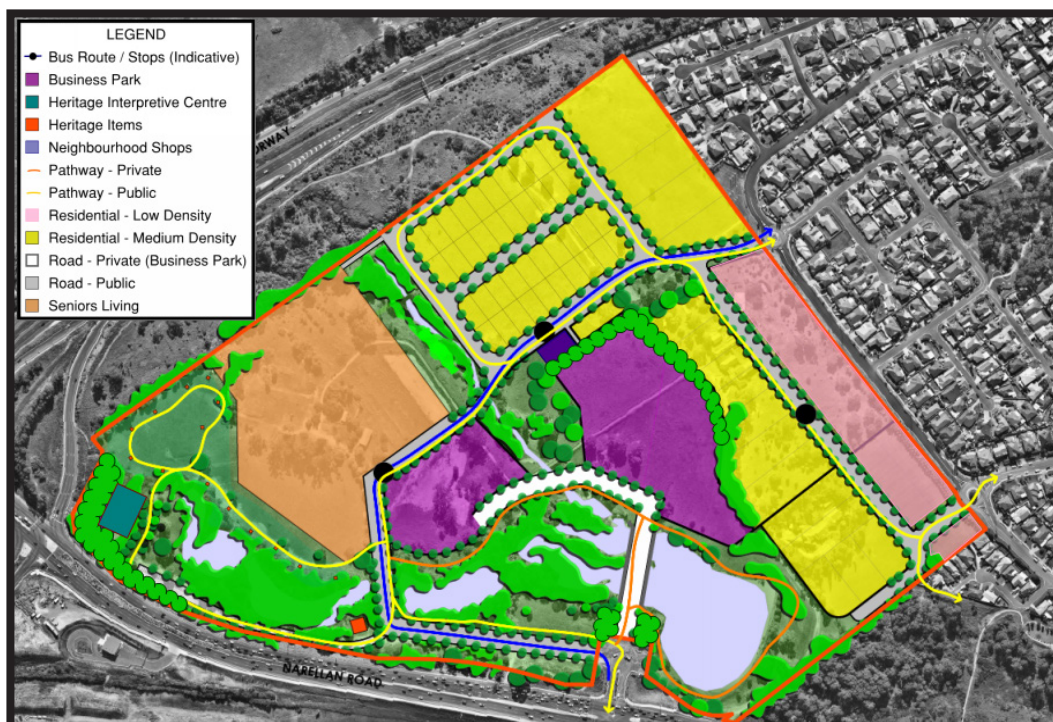 LEGEND
Bus Route / Stops (Indicative)
Business Park
Heritage Interpretive Centre
Heritage Items
Neighbourhood Shops
Pathway - Private
Pathway - Public
Residential - Low Density
Residential - Medium Density
Road - Private (Business Park)
Road - Public
Seniors Living
NARELLAN ROAD